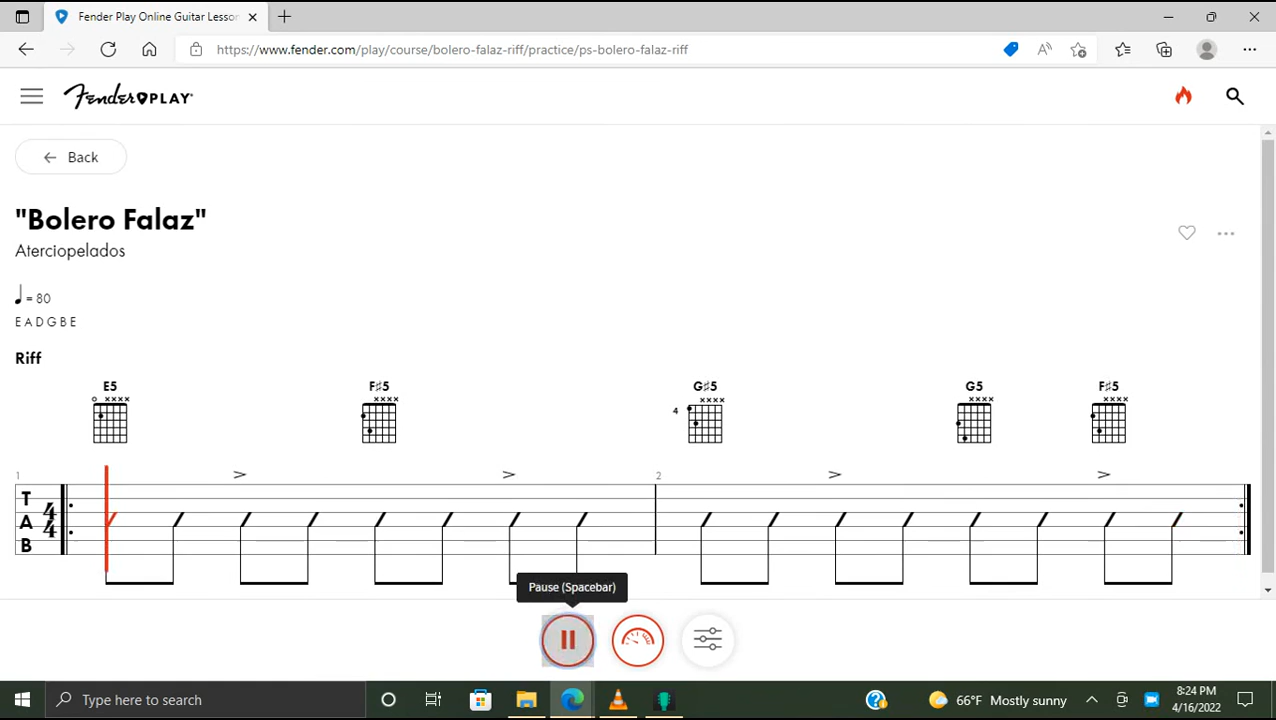 Fender Play Online Guitar Lesson
https://www.fender.com/play/course/bolero-falaz-riff/practice/ps-bolero-falaz-riff
Fender PLAY
Back
"Bolero Falaz"
Aterciopelados
♩ = 80
E A D G B E
Riff
E5 F♯5 G♯5 G5 F♯5
o x x x x x x x x x x x x x x x x x x x x
4
1 > > 2 > >
T
A
B
4
4
Pause (Spacebar)
Type here to search
66°F Mostly sunny
8:24 PM
4/16/2022